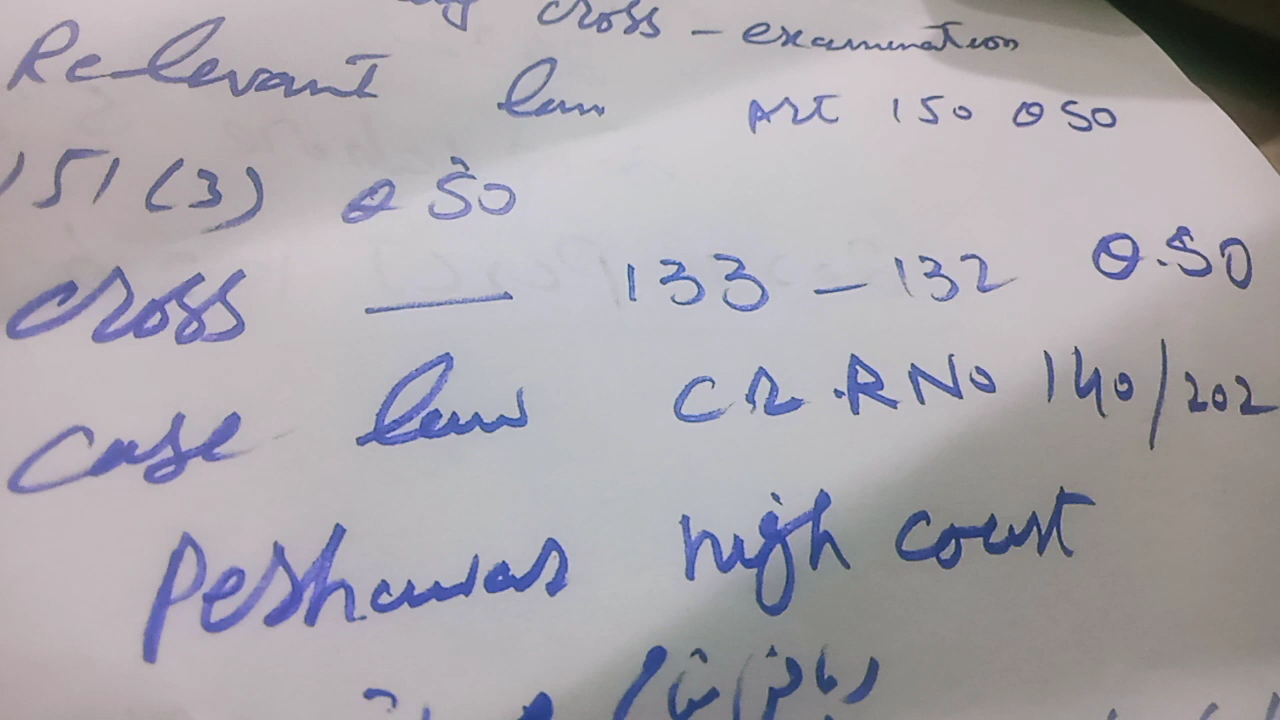 cross - examination
Relevant law Art 150 QSO
151 (3) QSO
cross — 133 - 132 Q.SO
case law CR.R No 140/202
Peshawar high court